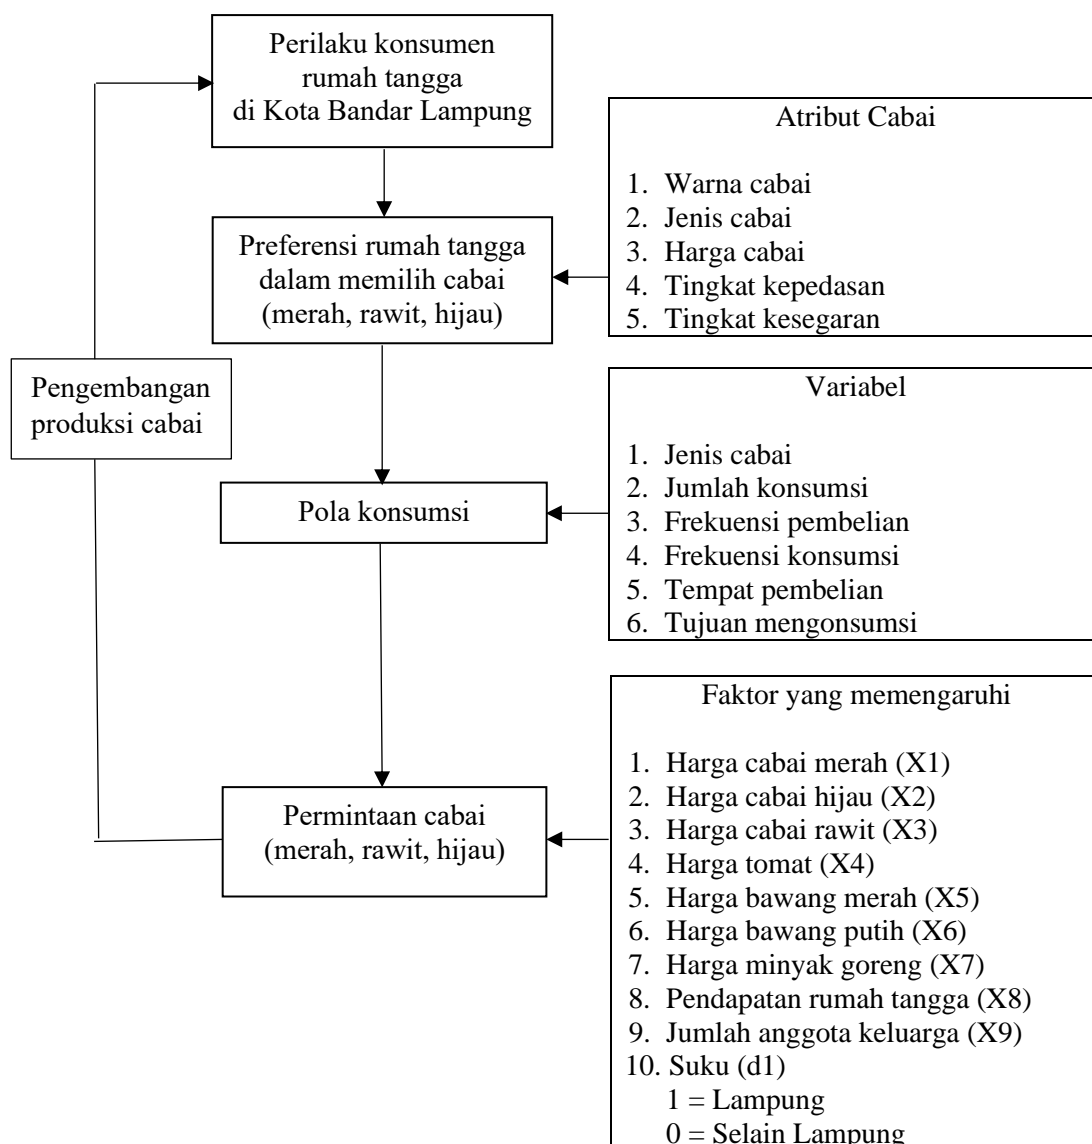 Perilaku konsumen
rumah tangga
di Kota Bandar Lampung
Atribut Cabai
1. Warna cabai
2. Jenis cabai
3. Harga cabai
4. Tingkat kepedasan
5. Tingkat kesegaran
Preferensi rumah tangga
dalam memilih cabai
(merah, rawit, hijau)
Pengembangan
produksi cabai
Variabel
1. Jenis cabai
2. Jumlah konsumsi
3. Frekuensi pembelian
4. Frekuensi konsumsi
5. Tempat pembelian
6. Tujuan mengonsumsi
Pola konsumsi
Faktor yang memengaruhi
1. Harga cabai merah (X1)
2. Harga cabai hijau (X2)
3. Harga cabai rawit (X3)
4. Harga tomat (X4)
5. Harga bawang merah (X5)
6. Harga bawang putih (X6)
7. Harga minyak goreng (X7)
8. Pendapatan rumah tangga (X8)
9. Jumlah anggota keluarga (X9)
10. Suku (d1)
1 = Lampung
0 = Selain Lampung
Permintaan cabai
(merah, rawit, hijau)